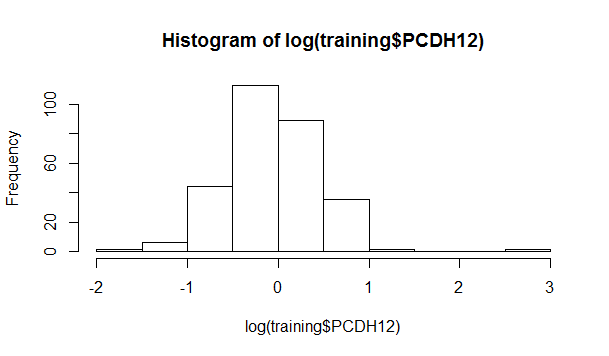 Histogram of log(training$PCDH12)
Frequency
100
60
20
0
-2 -1 0 1 2 3
log(training$PCDH12)